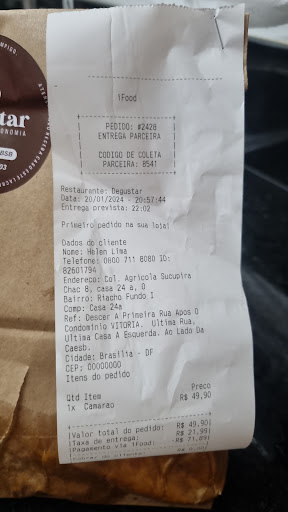 tar
ONOMIA
BSB
03
iFood
PEDIDO: #2428
ENTREGA PARCEIRA
CODIGO DE COLETA
PARCEIRA: 8541
Restaurante: Degustar
Data: 20/01/2024 - 20:57:44
Entrega prevista: 22:02
Primeiro pedido na sua loja!
Dados do cliente
Nome: Helen Lima
Telefone: 0800 711 8080 ID:
82601794
Endereco: Col. Agricola Sucupira
Chac 8, casa 24 a, 0
Bairro: Riacho Fundo I
Comp: Casa 24a
Ref: Descer A Primeira Rua Apos O
Condominio VITORIA, Ultima Rua,
Ultima Casa A Esquerda. Ao Lado Da
Caesb.
Cidade: Brasilia - DF
CEP: 00000000
Itens do pedido
Qtd Item Preco
1x Camarao R$ 49,90
Valor total do pedido: R$ 49,90
Taxa de entrega: R$ 21,99
Pagamento via iFood: -R$ 71,89